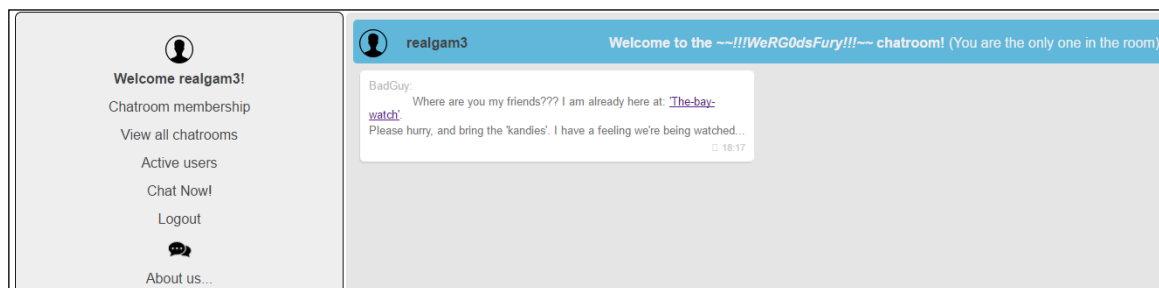 Welcome realgam3!
Chatroom membership
View all chatrooms
Active users
Chat Now!
Logout
About us...
realgam3
Welcome to the ~~!!!WeRG0dsFury!!!~~ chatroom! (You are the only one in the room)
BadGuy:
Where are you my friends??? I am already here at: 'The-bay-
watch'.
Please hurry, and bring the 'kandies'. I have a feeling we're being watched...
18:17